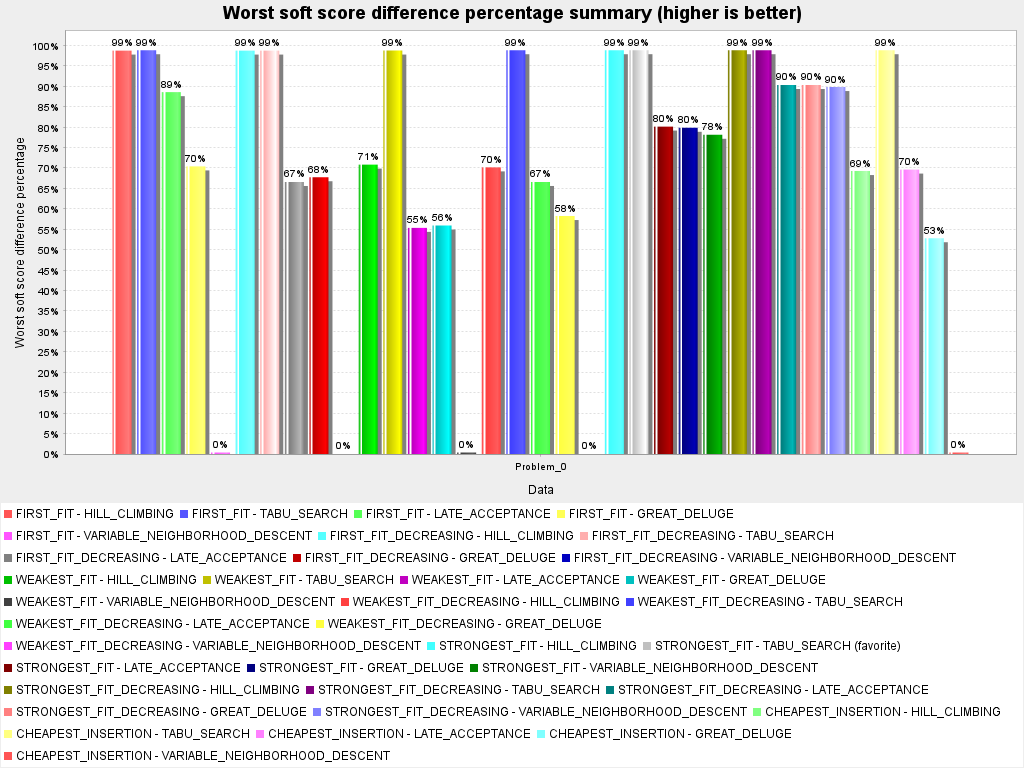 Worst soft score difference percentage summary (higher is better)
Worst soft score difference percentage
100%
95%
90%
85%
80%
75%
70%
65%
60%
55%
50%
45%
40%
35%
30%
25%
20%
15%
10%
5%
0%
99% 99% 89% 70% 0% 99% 99% 67% 68% 0% 71% 99% 55% 56% 0% 70% 99% 67% 58% 0% 99% 99% 80% 80% 78% 99% 99% 90% 90% 90% 69% 99% 70% 53% 0%
Problem_0
Data
FIRST_FIT - HILL_CLIMBING FIRST_FIT - TABU_SEARCH FIRST_FIT - LATE_ACCEPTANCE FIRST_FIT - GREAT_DELUGE
FIRST_FIT - VARIABLE_NEIGHBORHOOD_DESCENT FIRST_FIT_DECREASING - HILL_CLIMBING FIRST_FIT_DECREASING - TABU_SEARCH
FIRST_FIT_DECREASING - LATE_ACCEPTANCE FIRST_FIT_DECREASING - GREAT_DELUGE FIRST_FIT_DECREASING - VARIABLE_NEIGHBORHOOD_DESCENT
WEAKEST_FIT - HILL_CLIMBING WEAKEST_FIT - TABU_SEARCH WEAKEST_FIT - LATE_ACCEPTANCE WEAKEST_FIT - GREAT_DELUGE
WEAKEST_FIT - VARIABLE_NEIGHBORHOOD_DESCENT WEAKEST_FIT_DECREASING - HILL_CLIMBING WEAKEST_FIT_DECREASING - TABU_SEARCH
WEAKEST_FIT_DECREASING - LATE_ACCEPTANCE WEAKEST_FIT_DECREASING - GREAT_DELUGE
WEAKEST_FIT_DECREASING - VARIABLE_NEIGHBORHOOD_DESCENT STRONGEST_FIT - HILL_CLIMBING STRONGEST_FIT - TABU_SEARCH (favorite)
STRONGEST_FIT - LATE_ACCEPTANCE STRONGEST_FIT - GREAT_DELUGE STRONGEST_FIT - VARIABLE_NEIGHBORHOOD_DESCENT
STRONGEST_FIT_DECREASING - HILL_CLIMBING STRONGEST_FIT_DECREASING - TABU_SEARCH STRONGEST_FIT_DECREASING - LATE_ACCEPTANCE
STRONGEST_FIT_DECREASING - GREAT_DELUGE STRONGEST_FIT_DECREASING - VARIABLE_NEIGHBORHOOD_DESCENT CHEAPEST_INSERTION - HILL_CLIMBING
CHEAPEST_INSERTION - TABU_SEARCH CHEAPEST_INSERTION - LATE_ACCEPTANCE CHEAPEST_INSERTION - GREAT_DELUGE
CHEAPEST_INSERTION - VARIABLE_NEIGHBORHOOD_DESCENT